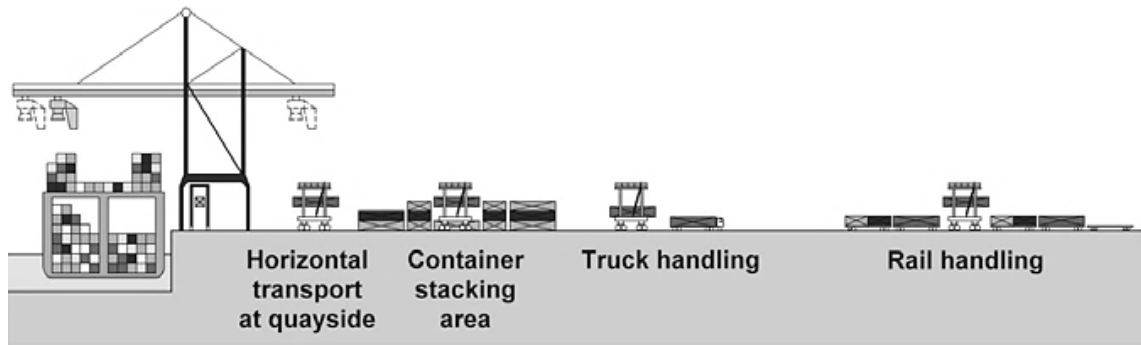 Horizontal
transport
at quayside
Container
stacking
area
Truck handling
Rail handling